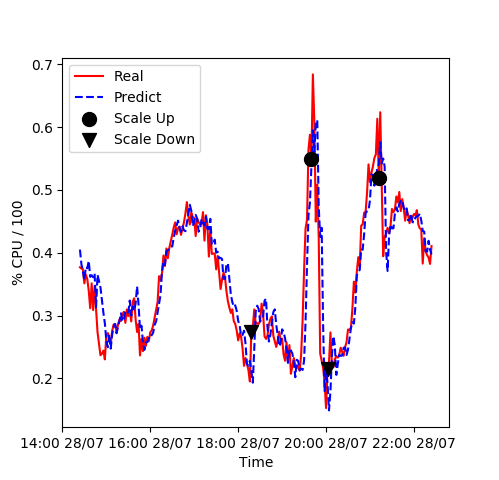 Real
Predict
Scale Up
Scale Down
% CPU / 100
0.7
0.6
0.5
0.4
0.3
0.2
14:00 28/07 16:00 28/07 18:00 28/07 20:00 28/07 22:00 28/07
Time